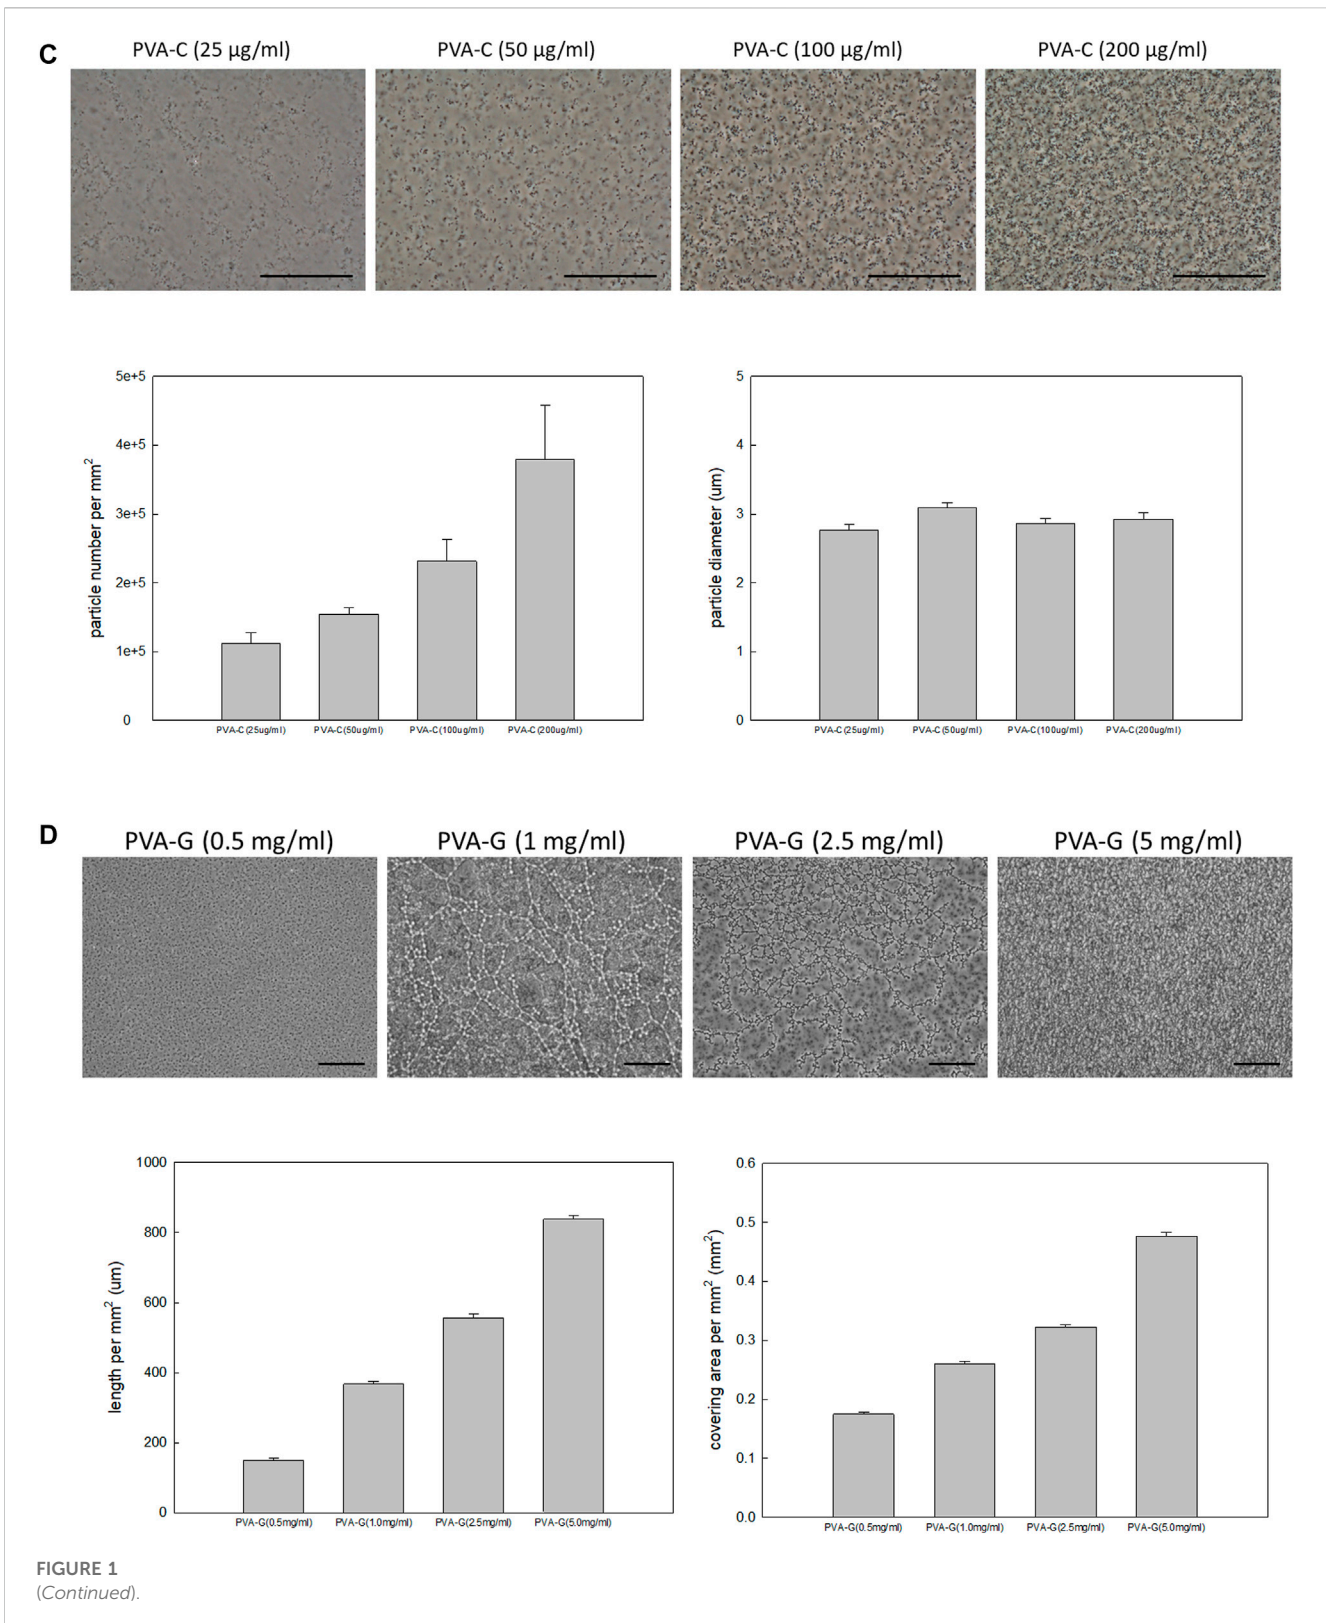 C
PVA-C (25 µg/ml) PVA-C (50 µg/ml) PVA-C (100 µg/ml) PVA-C (200 µg/ml)
5e+5
4e+5
3e+5
2e+5
1e+5
0
particle number per mm²
PVA-C(25ug/ml) PVA-C(50ug/ml) PVA-C(100ug/ml) PVA-C(200ug/ml)
5
4
3
2
1
0
particle diameter (um)
PVA-C(25ug/ml) PVA-C(50ug/ml) PVA-C(100ug/ml) PVA-C(200ug/ml)
D
PVA-G (0.5 mg/ml) PVA-G (1 mg/ml) PVA-G (2.5 mg/ml) PVA-G (5 mg/ml)
1000
800
600
400
200
0
length per mm² (um)
PVA-G(0.5mg/ml) PVA-G(1.0mg/ml) PVA-G(2.5mg/ml) PVA-G(5.0mg/ml)
0.6
0.5
0.4
0.3
0.2
0.1
0.0
covering area per mm² (mm²)
PVA-G(0.5mg/ml) PVA-G(1.0mg/ml) PVA-G(2.5mg/ml) PVA-G(5.0mg/ml)
FIGURE 1
(Continued).